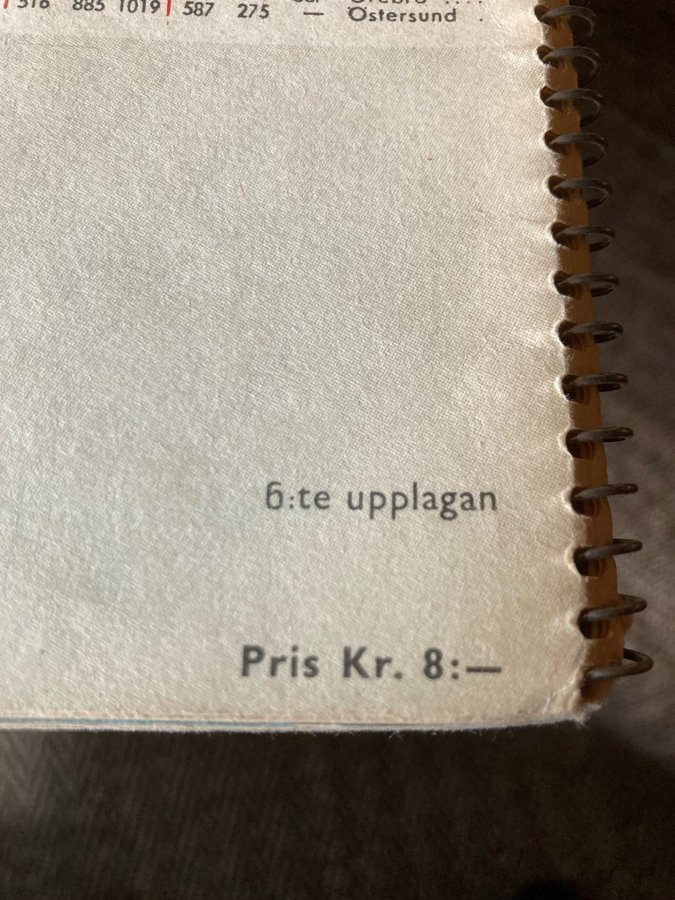 885 1019 587 275 — Östersund .
6:te upplagan
Pris Kr. 8:—